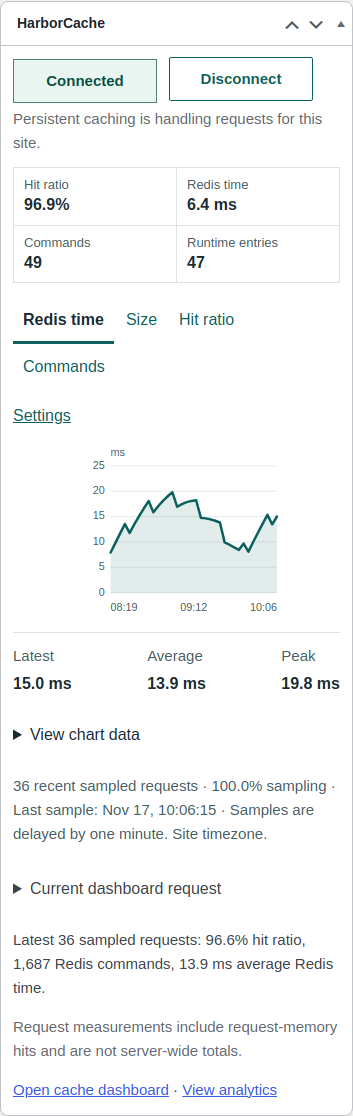 HarborCache
Connected
Disconnect
Persistent caching is handling requests for this
site.
Hit ratio
96.9%
Redis time
6.4 ms
Commands
49
Runtime entries
47
Redis time
Size
Hit ratio
Commands
Settings
ms
25
20
15
10
5
0
08:19
09:12
10:06
Latest
15.0 ms
Average
13.9 ms
Peak
19.8 ms
View chart data
36 recent sampled requests · 100.0% sampling ·
Last sample: Nov 17, 10:06:15 · Samples are
delayed by one minute. Site timezone.
Current dashboard request
Latest 36 sampled requests: 96.6% hit ratio,
1,687 Redis commands, 13.9 ms average Redis
time.
Request measurements include request-memory
hits and are not server-wide totals.
Open cache dashboard · View analytics